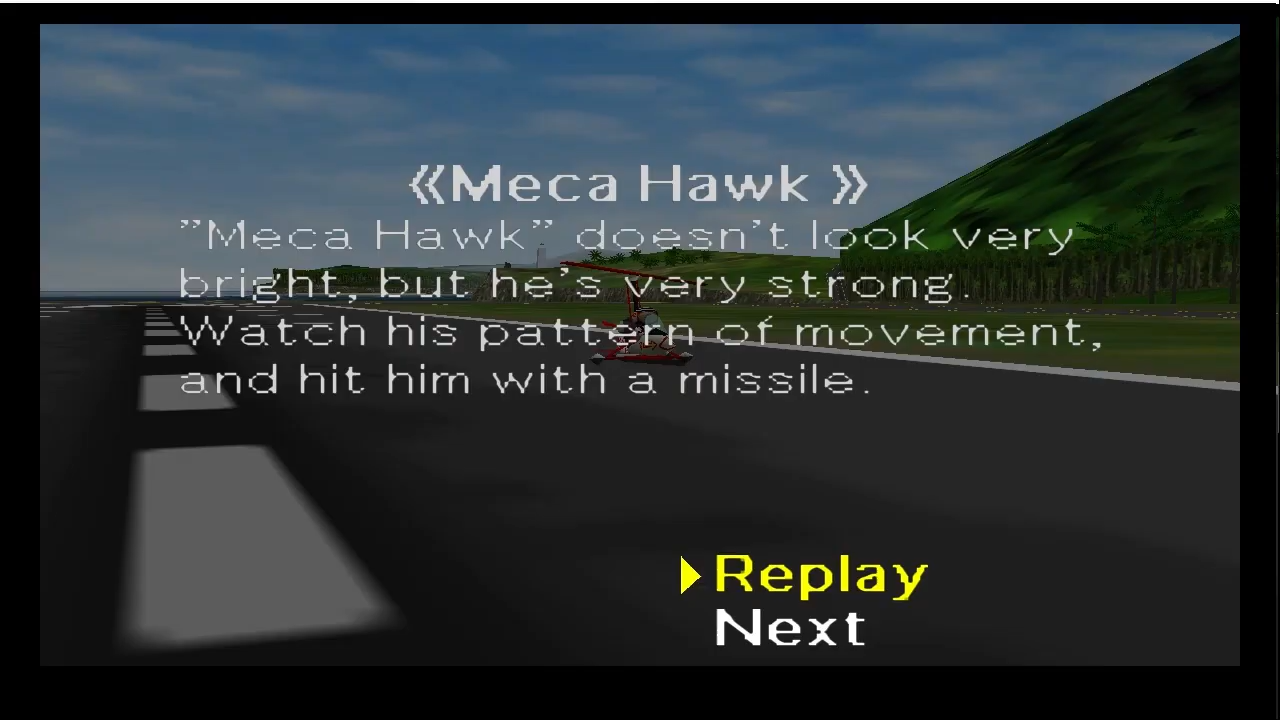 《Meca Hawk 》
"Meca Hawk" doesn't look very
bright, but he's very strong.
Watch his pattern of movement,
and hit him with a missile.
Replay
Next